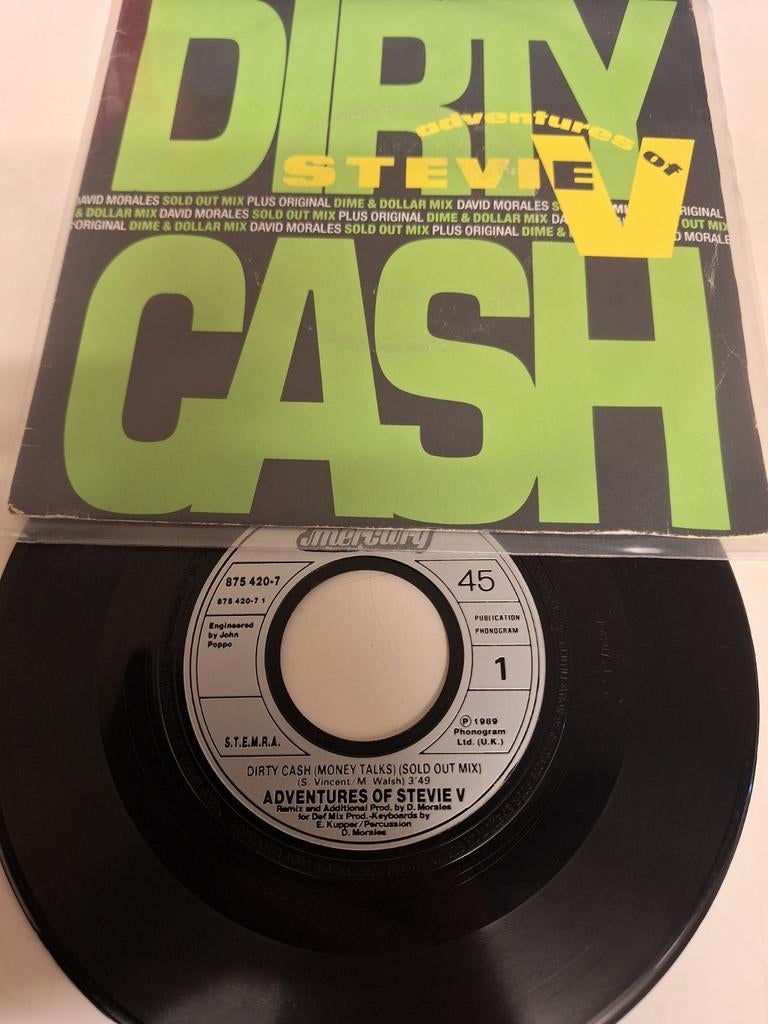 DIRTY
adventures of
STEVIE V
DAVID MORALES SOLD OUT MIX PLUS ORIGINAL DIME & DOLLAR MIX DAVID MORALES ORIGINAL
& DOLLAR MIX DAVID MORALES SOLD OUT MIX PLUS ORIGINAL DIME & DOLLAR MIX OUT MIX
ORIGINAL DIME & DOLLAR MIX DAVID MORALES SOLD OUT MIX PLUS ORIGINAL DIME &
CASH
mercury
875 420-7
875 420-7 1
Engineered
by John
Poppo
S.T.E.M.R.A.
45
PUBLICATION
PHONOGRAM
1
℗ 1989
Phonogram
Ltd. (U.K.)
DIRTY CASH (MONEY TALKS) (SOLD OUT MIX)
(S. Vincent/M. Walsh) 3'49
ADVENTURES OF STEVIE V
Remix and Additional Prod. by D. Morales
for Def Mix Prod.-Keyboards by
E. Kupper/Percussion
D. Morales